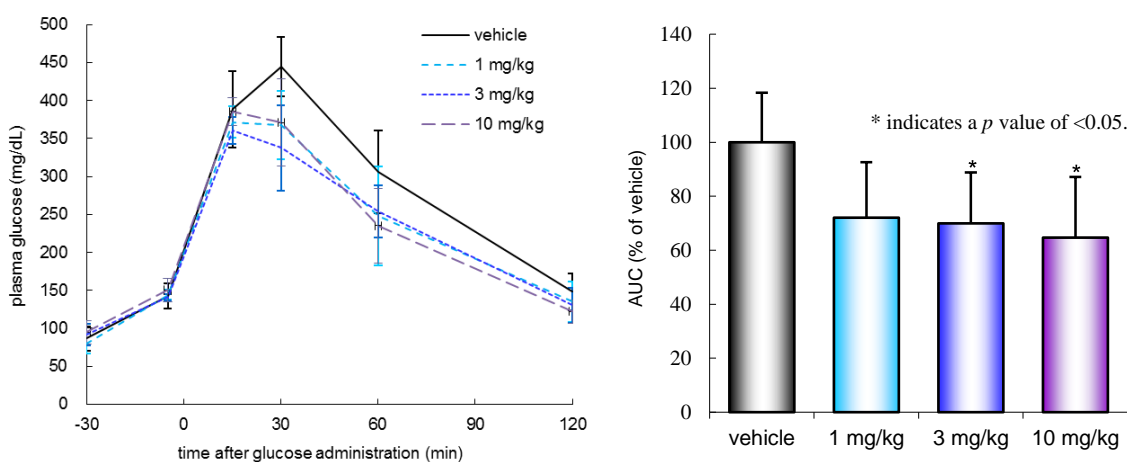 500
450
400
350
300
250
200
150
100
50
0
plasma glucose (mg/dL)
-30 0 30 60 90 120
time after glucose administration (min)
vehicle
1 mg/kg
3 mg/kg
10 mg/kg
140
120
100
80
60
40
20
0
AUC (% of vehicle)
* indicates a p value of <0.05.
* *
vehicle 1 mg/kg 3 mg/kg 10 mg/kg